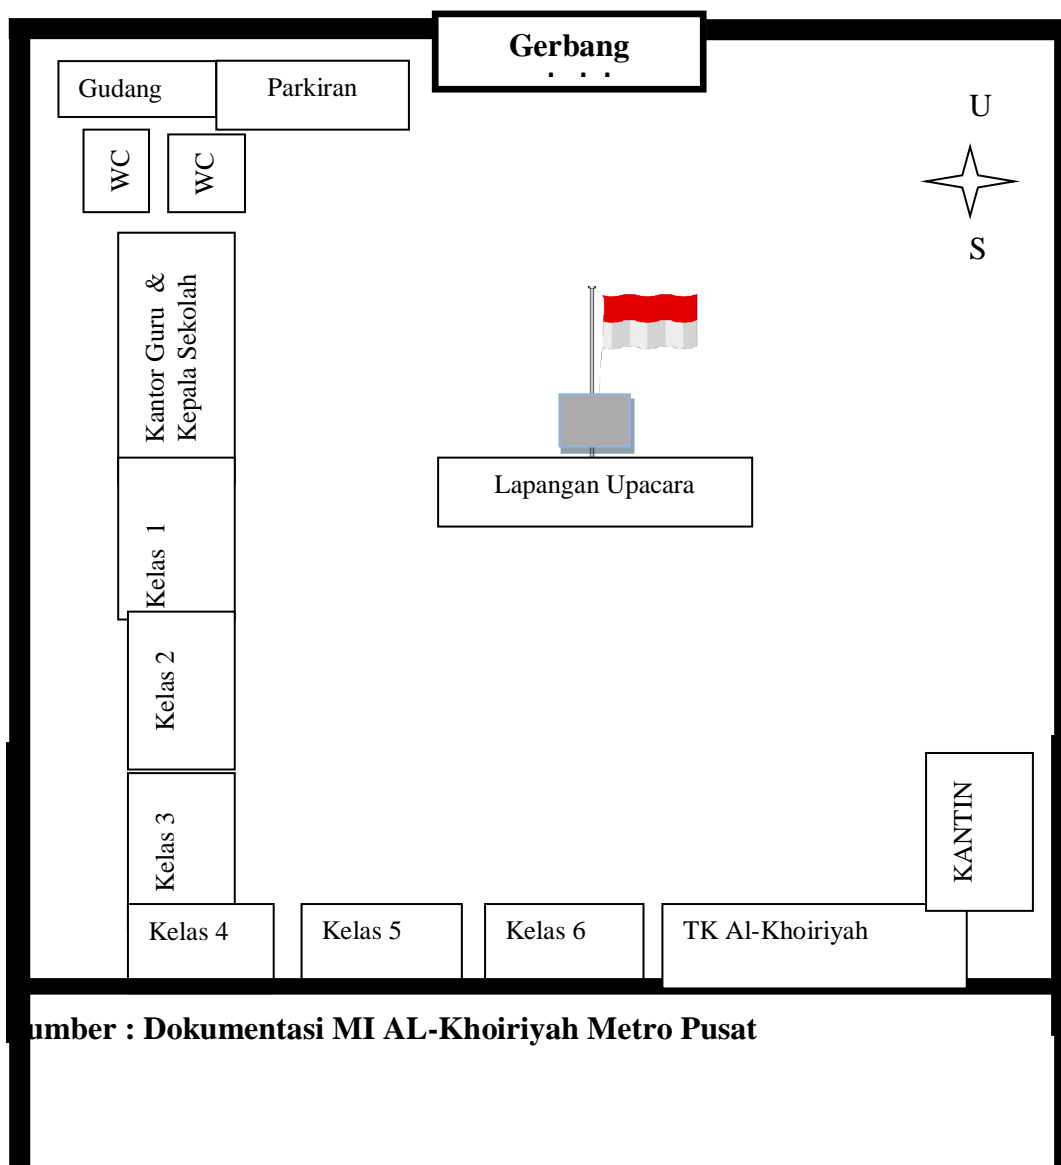 Gerbang
Gudang
Parkiran
U
WC
WC
S
Kantor Guru &
Kepala Sekolah
Lapangan Upacara
Kelas 1
Kelas 2
KANTIN
Kelas 3
Kelas 4
Kelas 5
Kelas 6
TK Al-Khoiriyah
umber : Dokumentasi MI AL-Khoiriyah Metro Pusat